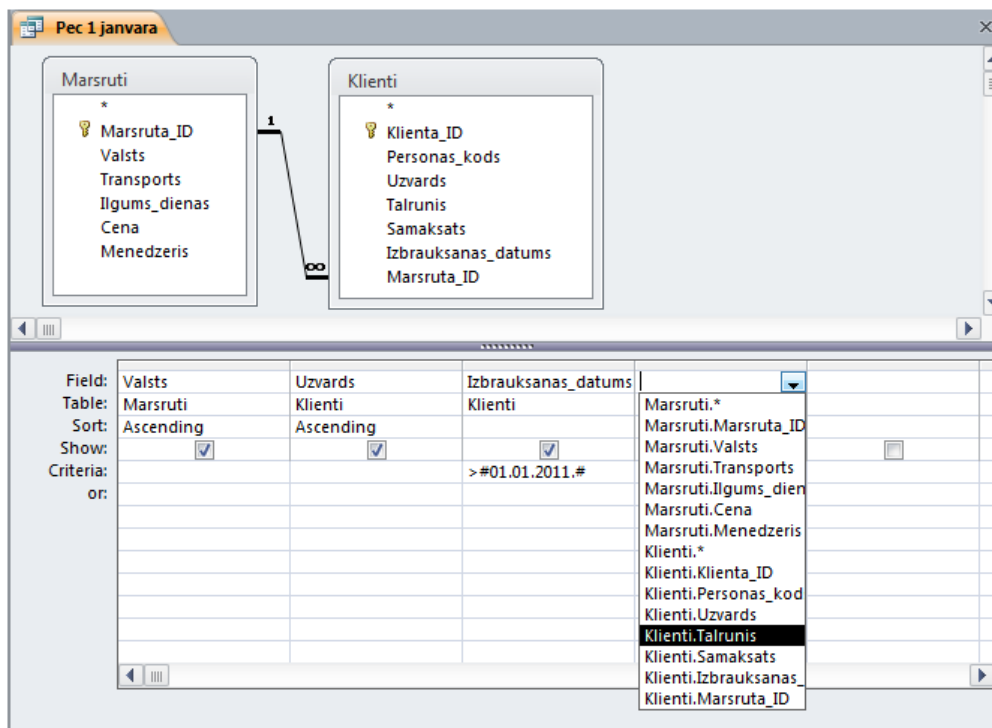 Pec 1 janvara
Marsruti
*
Marsruta_ID
Valsts
Transports
Ilgums_dienas
Cena
Menedzeris
1
∞
Klienti
*
Klienta_ID
Personas_kods
Uzvards
Talrunis
Samaksats
Izbrauksanas_datums
Marsruta_ID
Field: Valsts Uzvards Izbrauksanas_datums
Table: Marsruti Klienti Klienti
Sort: Ascending Ascending
Show:
Criteria: >#01.01.2011.#
or:
Marsruti.*
Marsruti.Marsruta_ID
Marsruti.Valsts
Marsruti.Transports
Marsruti.Ilgums_dien
Marsruti.Cena
Marsruti.Menedzeris
Klienti.*
Klienti.Klienta_ID
Klienti.Personas_kod
Klienti.Uzvards
Klienti.Talrunis
Klienti.Samaksats
Klienti.Izbrauksanas_
Klienti.Marsruta_ID